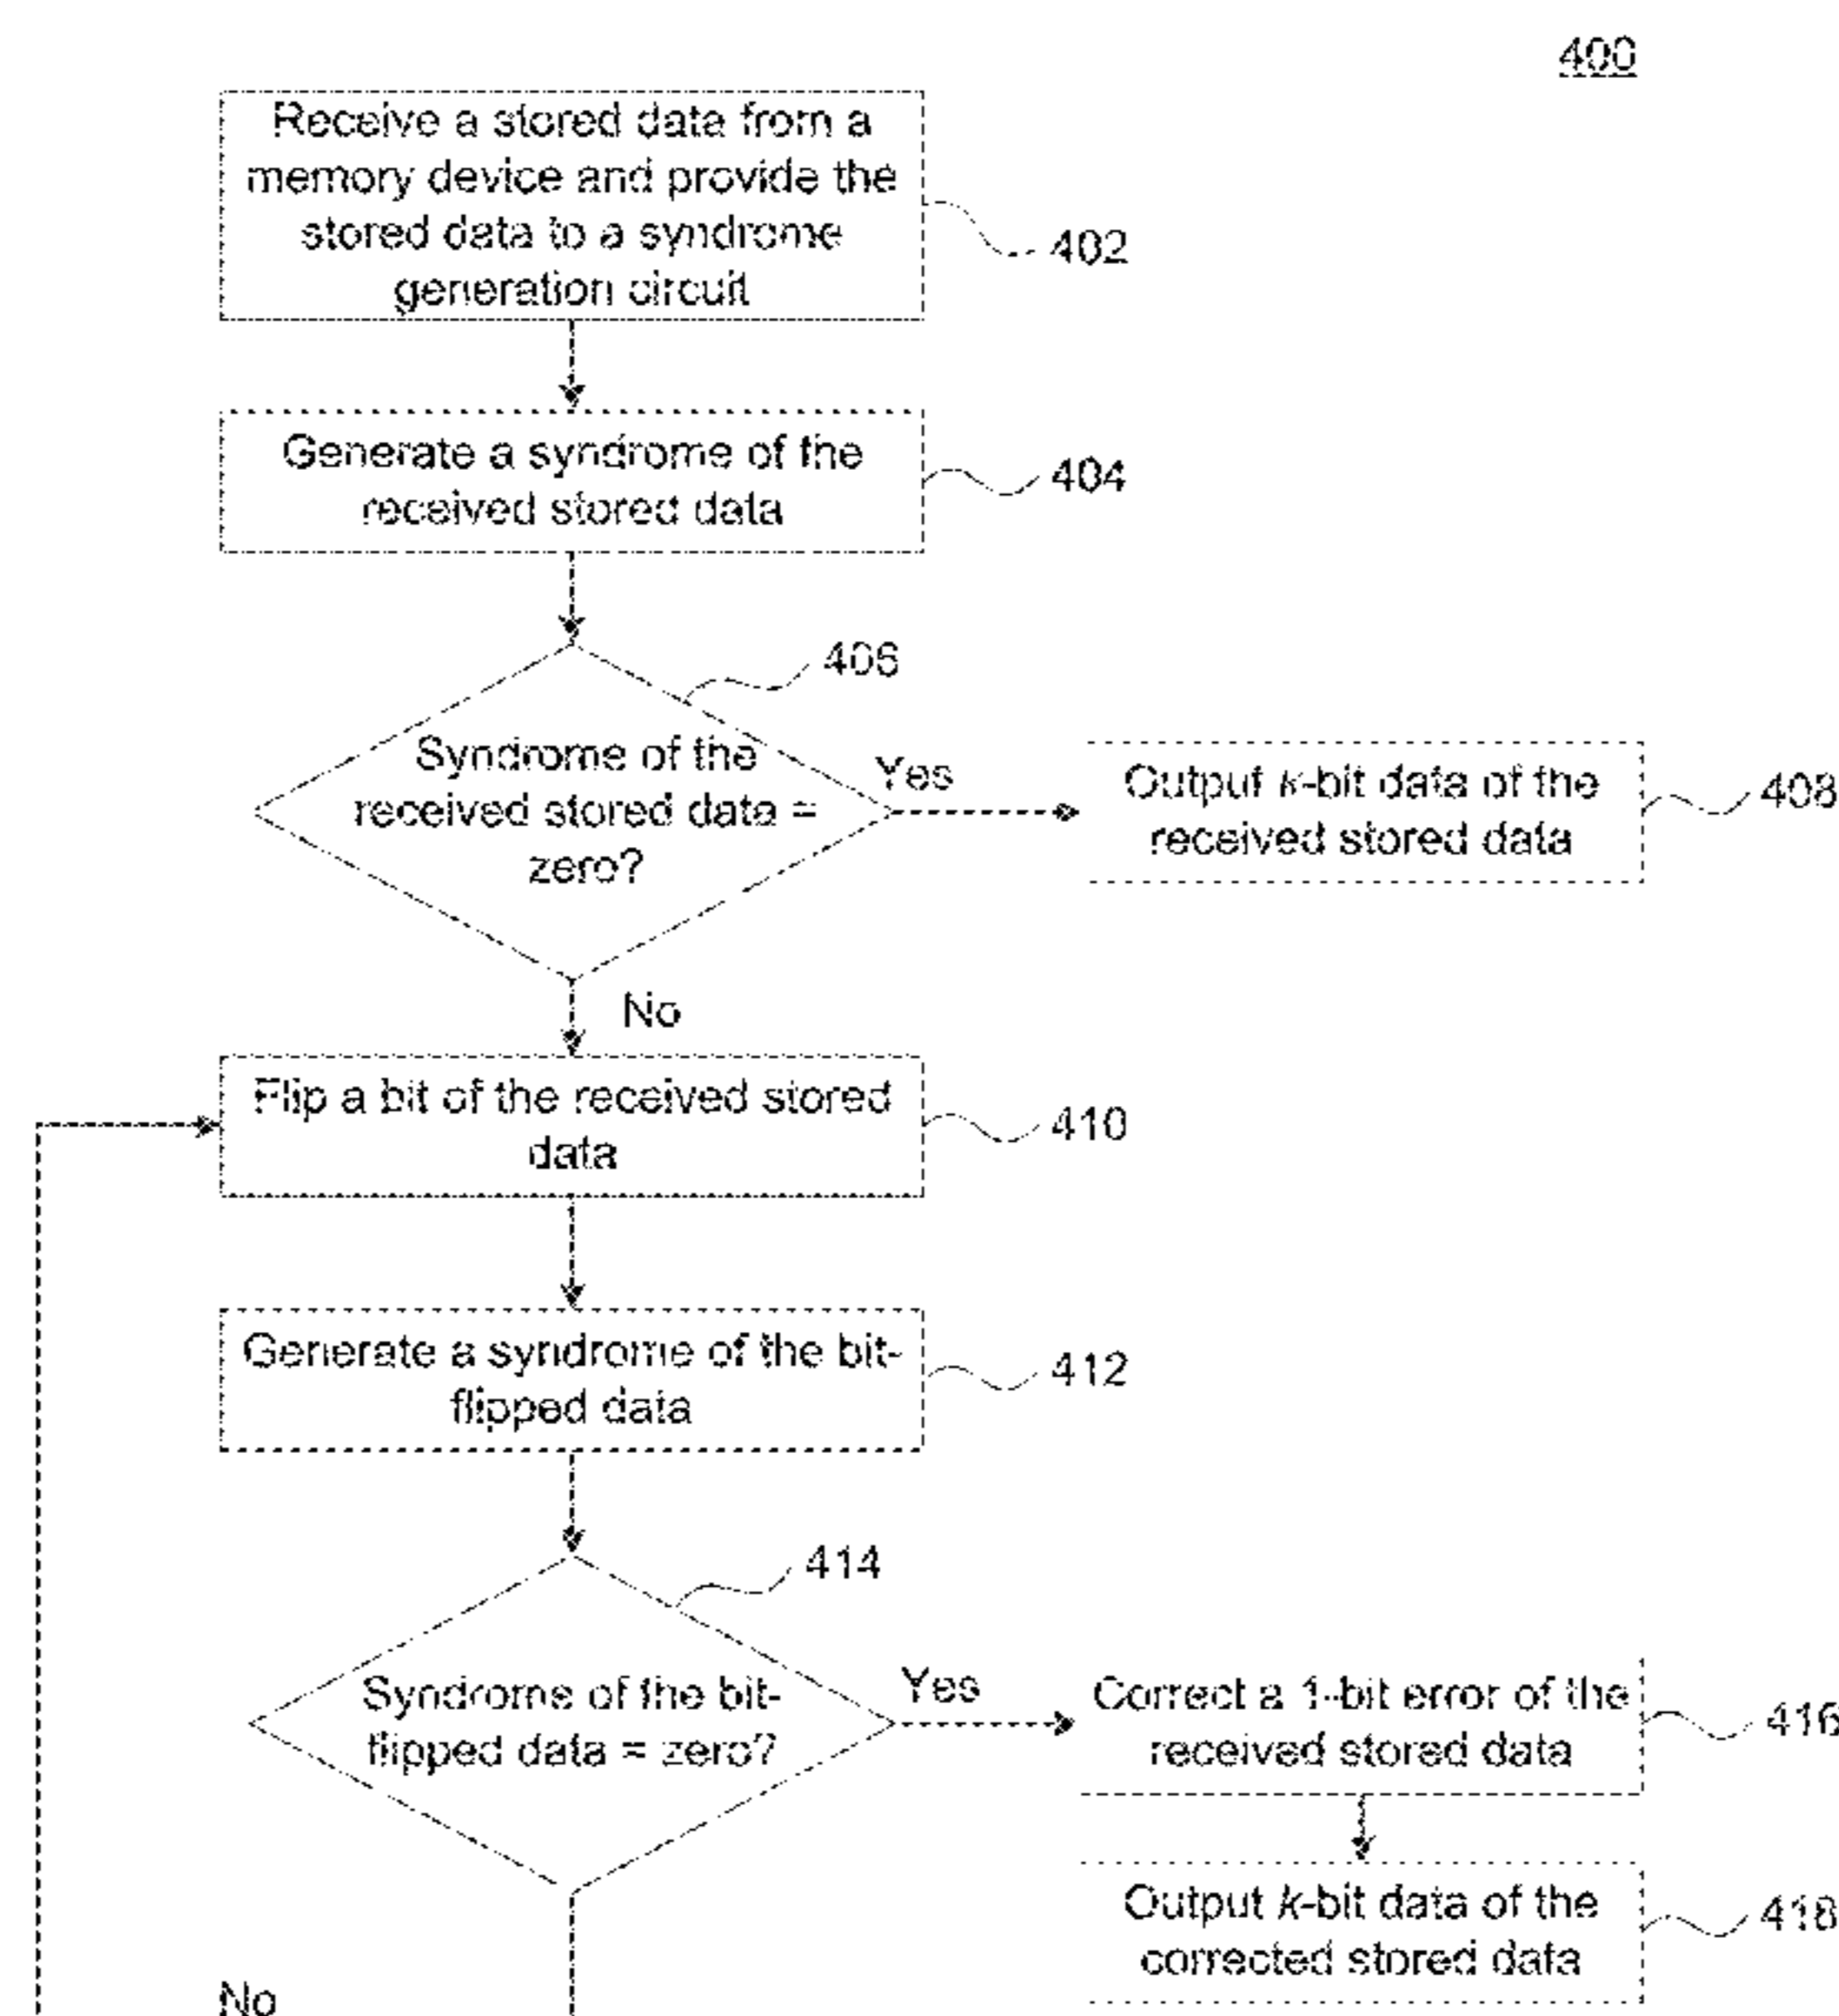 400
Receive a stored data from a
memory device and provide the
stored data to a syndrome
generation circuit
402
Generate a syndrome of the
received stored data
404
406
Syndrome of the
received stored data =
zero?
Yes
Output k-bit data of the
received stored data
408
No
Flip a bit of the received stored
data
410
Generate a syndrome of the bit-
flipped data
412
414
Syndrome of the bit-
flipped data = zero?
Yes
Correct a 1-bit error of the
received stored data
416
Output k-bit data of the
corrected stored data
418
No